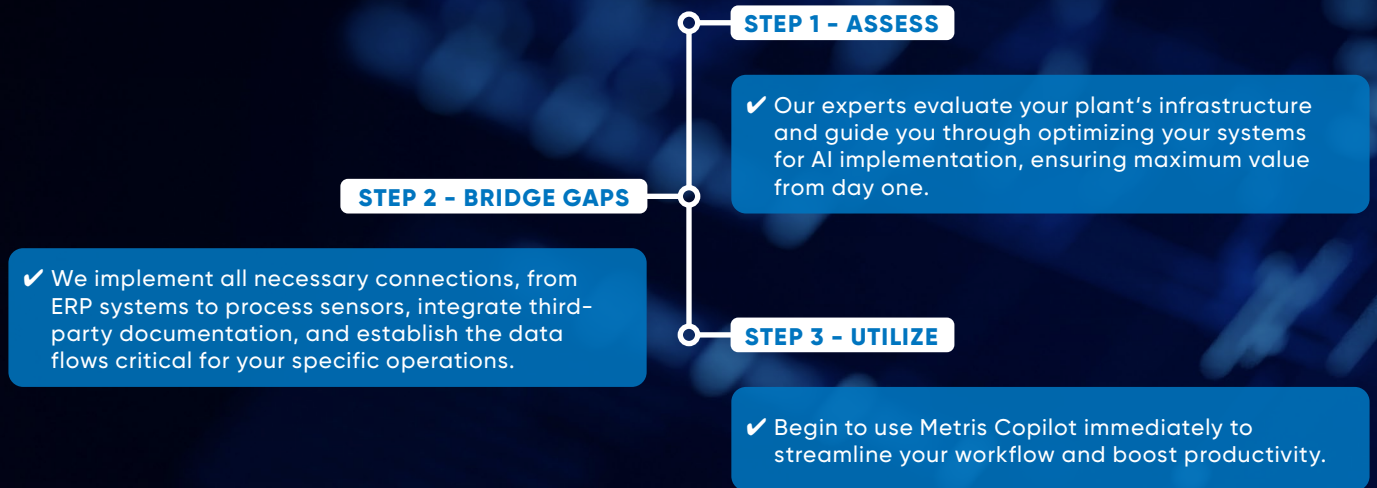 STEP 1 - ASSESS
✔ Our experts evaluate your plant's infrastructure
and guide you through optimizing your systems
for AI implementation, ensuring maximum value
from day one.
STEP 2 - BRIDGE GAPS
✔ We implement all necessary connections, from
ERP systems to process sensors, integrate third-
party documentation, and establish the data
flows critical for your specific operations.
STEP 3 - UTILIZE
✔ Begin to use Metris Copilot immediately to
streamline your workflow and boost productivity.